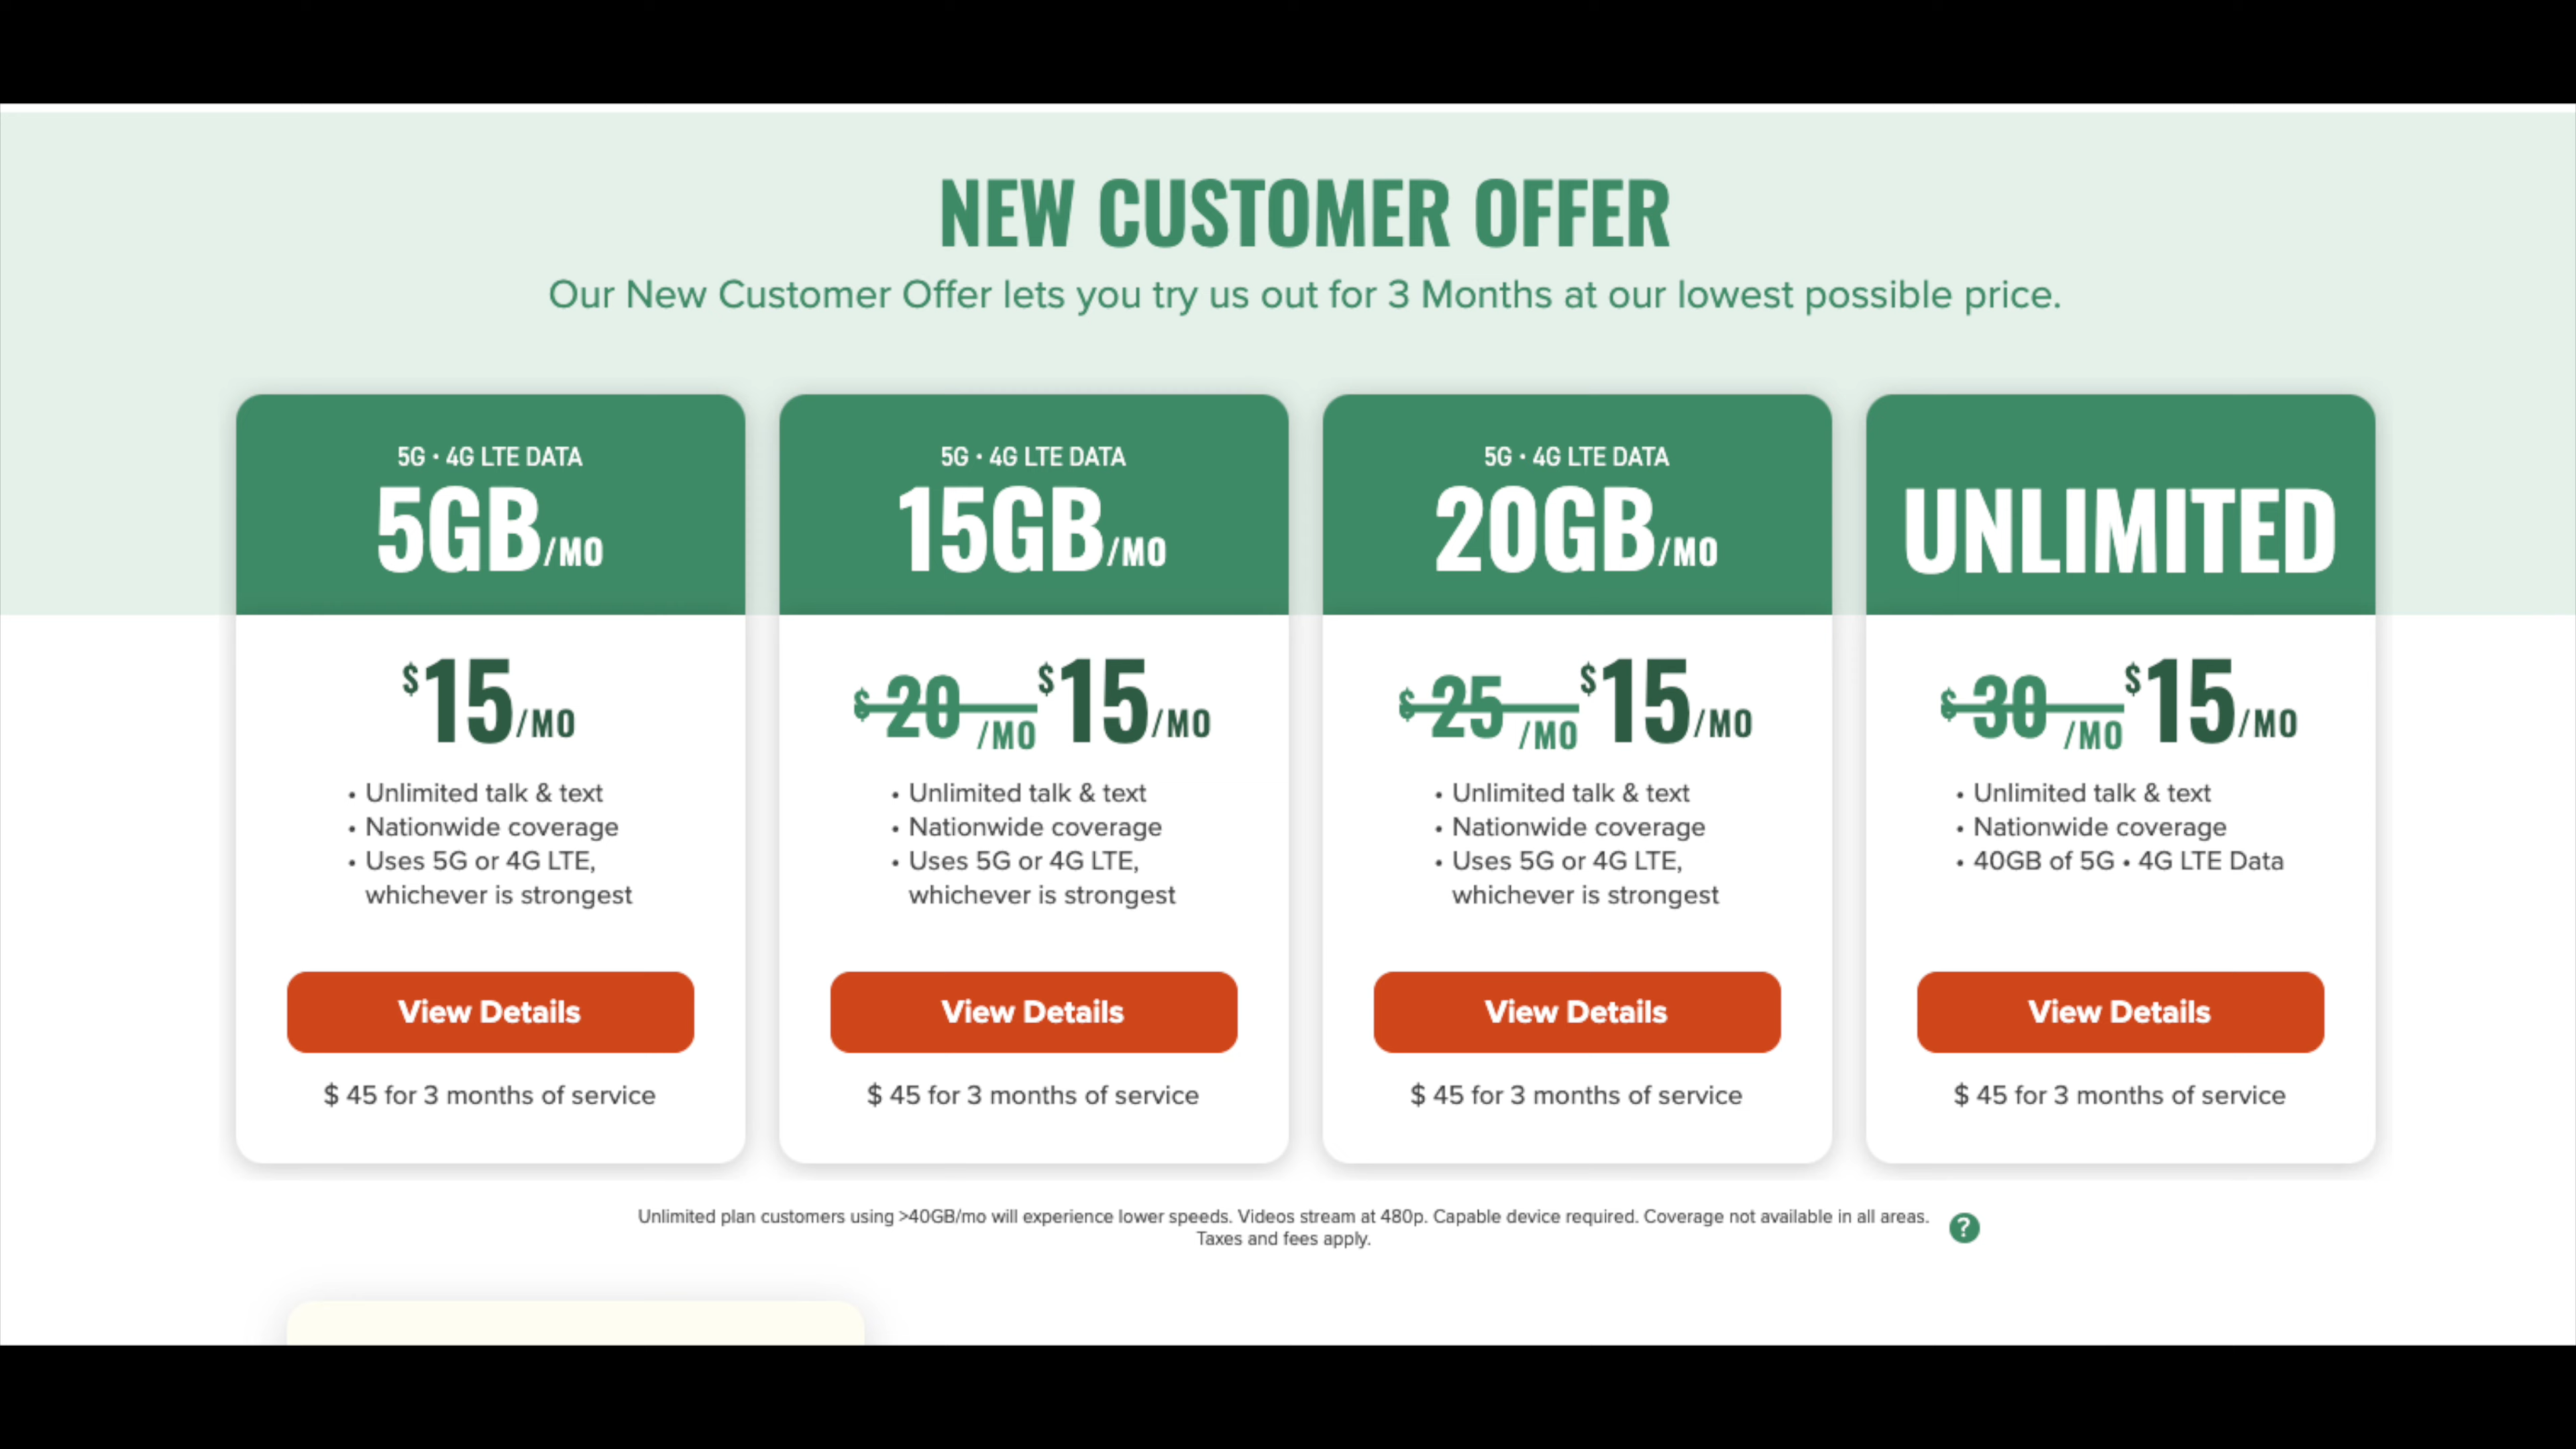 NEW CUSTOMER OFFER
Our New Customer Offer lets you try us out for 3 Months at our lowest possible price.
5G • 4G LTE DATA
5GB/MO
$15/MO
• Unlimited talk & text
• Nationwide coverage
• Uses 5G or 4G LTE,
whichever is strongest
View Details
$ 45 for 3 months of service
5G • 4G LTE DATA
15GB/MO
$ 20 /MO $15/MO
• Unlimited talk & text
• Nationwide coverage
• Uses 5G or 4G LTE,
whichever is strongest
View Details
$ 45 for 3 months of service
5G • 4G LTE DATA
20GB/MO
$ 25 /MO $15/MO
• Unlimited talk & text
• Nationwide coverage
• Uses 5G or 4G LTE,
whichever is strongest
View Details
$ 45 for 3 months of service
UNLIMITED
$ 30 /MO $15/MO
• Unlimited talk & text
• Nationwide coverage
• 40GB of 5G • 4G LTE Data
View Details
$ 45 for 3 months of service
Unlimited plan customers using >40GB/mo will experience lower speeds. Videos stream at 480p. Capable device required. Coverage not available in all areas.
Taxes and fees apply.
?